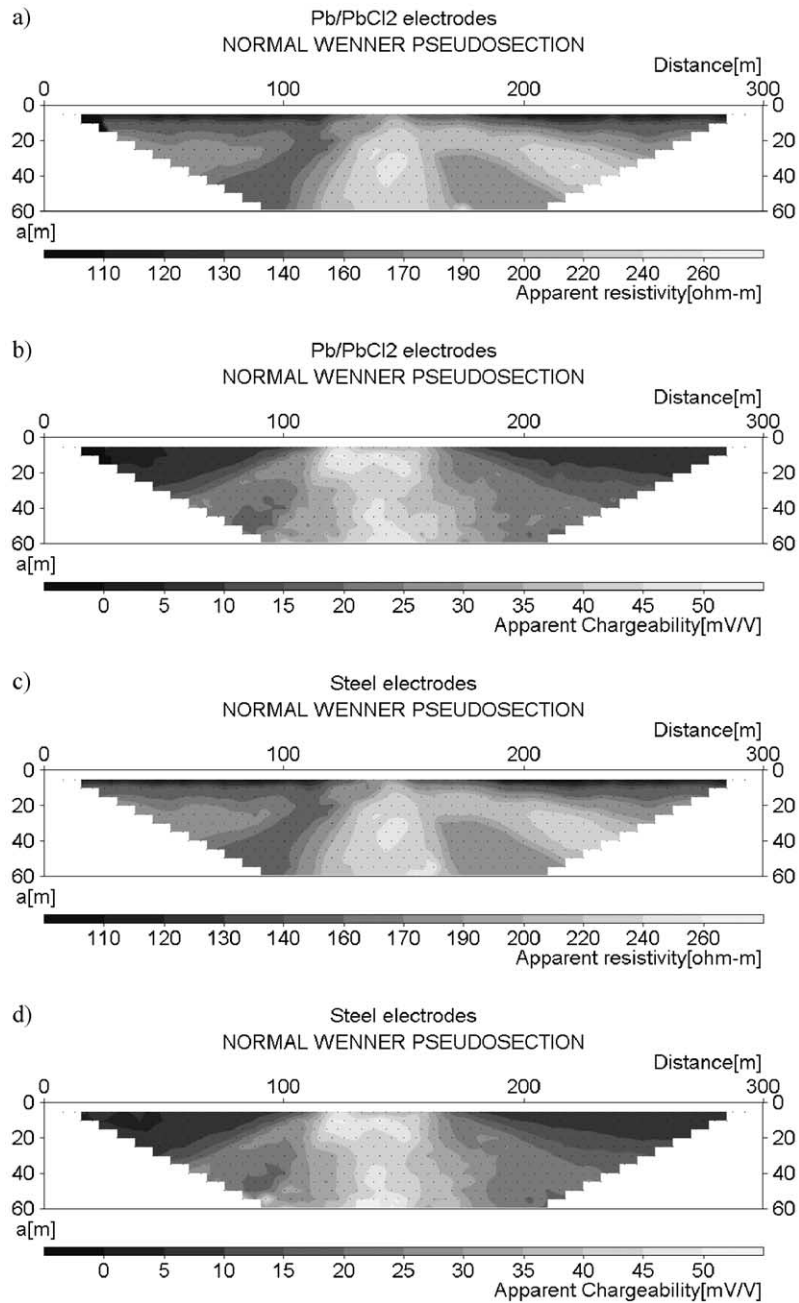 a)
Pb/PbCl2 electrodes
NORMAL WENNER PSEUDOSECTION
Distance[m]
0 100 200 300
0 0
20 20
40 40
60 60
a[m]
110 120 130 140 160 170 190 200 220 260
Apparent resistivity[ohm-m]
b)
Pb/PbCl2 electrodes
NORMAL WENNER PSEUDOSECTION
Distance[m]
0 100 200 300
0 0
20 20
40 40
60 60
a[m]
0 5 10 15 20 25 30 35 40 45 50
Apparent Chargeability[mV/V]
c)
Steel electrodes
NORMAL WENNER PSEUDOSECTION
Distance[m]
0 100 200 300
0 0
20 20
40 40
60 60
a[m]
110 120 130 140 160 170 190 200 220 260
Apparent resistivity[ohm-m]
d)
Steel electrodes
NORMAL WENNER PSEUDOSECTION
Distance[m]
0 100 200 300
0 0
20 20
40 40
60 60
a[m]
0 5 10 15 20 25 30 35 40 45 50
Apparent Chargeability[mV/V]